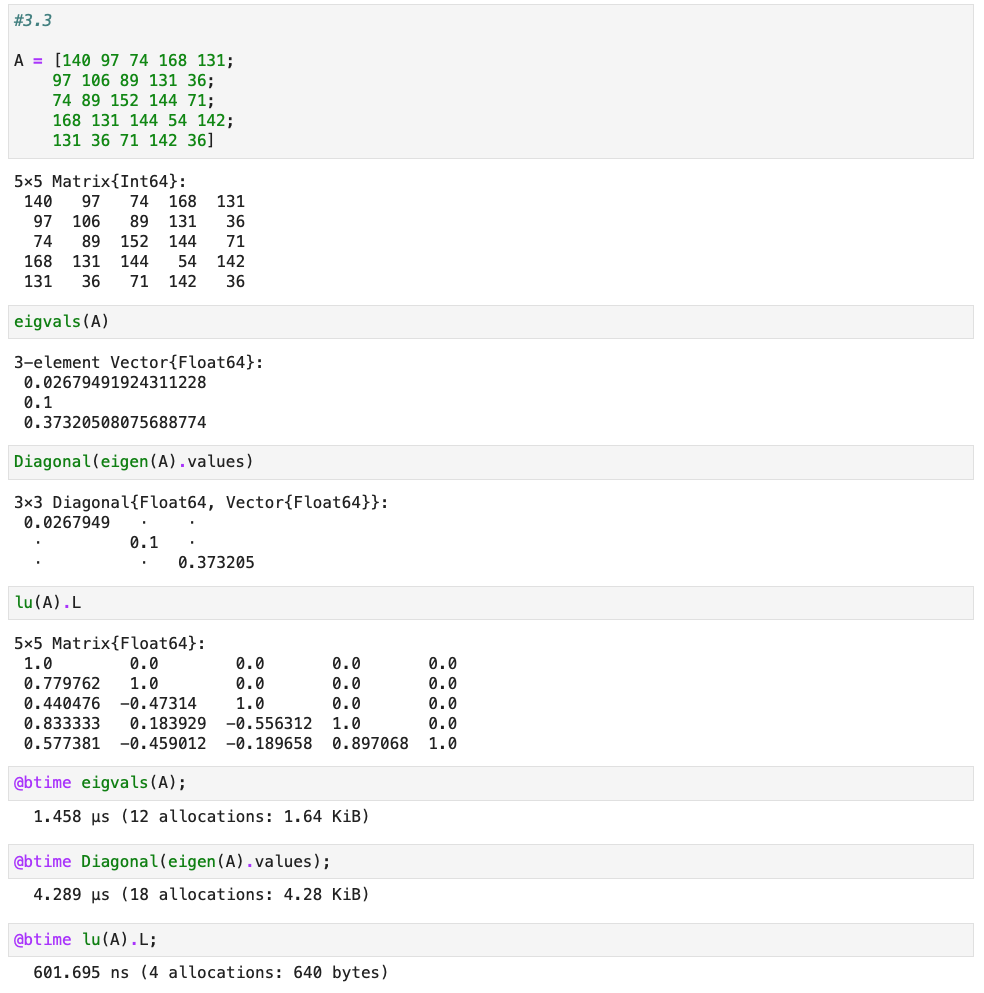 #3.3
A = [140 97 74 168 131;
97 106 89 131 36;
74 89 152 144 71;
168 131 144 54 142;
131 36 71 142 36]
5×5 Matrix{Int64}:
140 97 74 168 131
97 106 89 131 36
74 89 152 144 71
168 131 144 54 142
131 36 71 142 36
eigvals(A)
3-element Vector{Float64}:
0.02679491924311228
0.1
0.37320508075688774
Diagonal(eigen(A).values)
3×3 Diagonal{Float64, Vector{Float64}}:
0.0267949 · ·
· 0.1 ·
· · 0.373205
lu(A).L
5×5 Matrix{Float64}:
1.0 0.0 0.0 0.0 0.0
0.779762 1.0 0.0 0.0 0.0
0.440476 −0.47314 1.0 0.0 0.0
0.833333 0.183929 −0.556312 1.0 0.0
0.577381 −0.459012 −0.189658 0.897068 1.0
@btime eigvals(A);
1.458 μs (12 allocations: 1.64 KiB)
@btime Diagonal(eigen(A).values);
4.289 μs (18 allocations: 4.28 KiB)
@btime lu(A).L;
601.695 ns (4 allocations: 640 bytes)